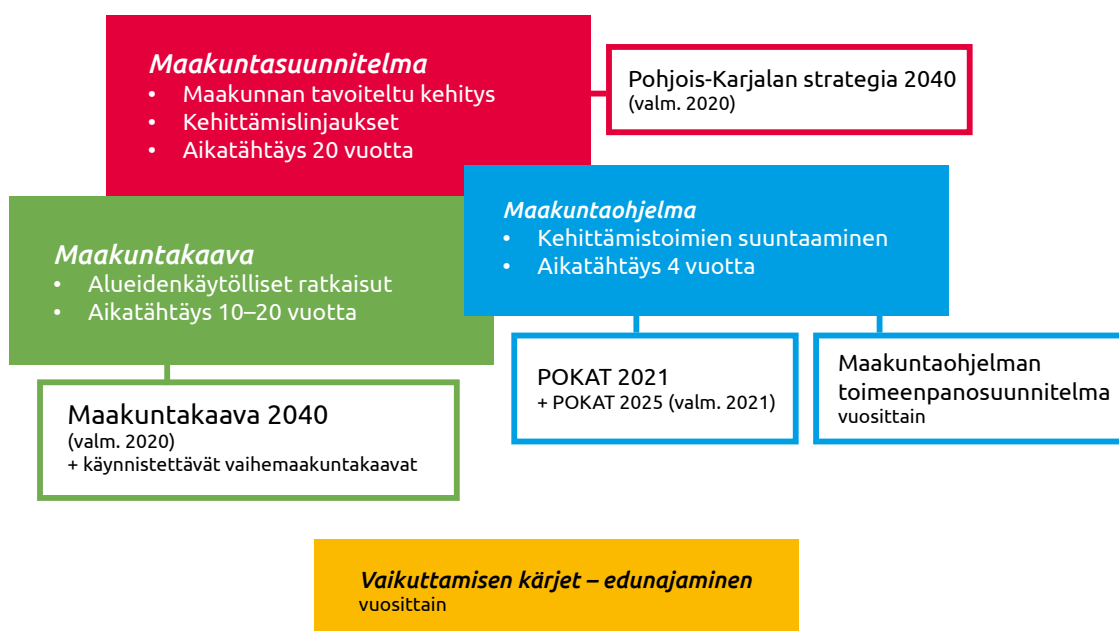 Maakuntasuunnitelma
• Maakunnan tavoiteltu kehitys
• Kehittämislinjaukset
• Aikatähtäys 20 vuotta
Pohjois-Karjalan strategia 2040
(valm. 2020)
Maakuntaohjelma
• Kehittämistoimien suuntaaminen
• Aikatähtäys 4 vuotta
Maakuntakaava
• Alueidenkäytölliset ratkaisut
• Aikatähtäys 10–20 vuotta
POKAT 2021
+ POKAT 2025 (valm. 2021)
Maakuntaohjelman
toimeenpanosuunnitelma
vuosittain
Maakuntakaava 2040
(valm. 2020)
+ käynnistettävät vaihemaakuntakaavat
Vaikuttamisen kärjet – edunajaminen
vuosittain